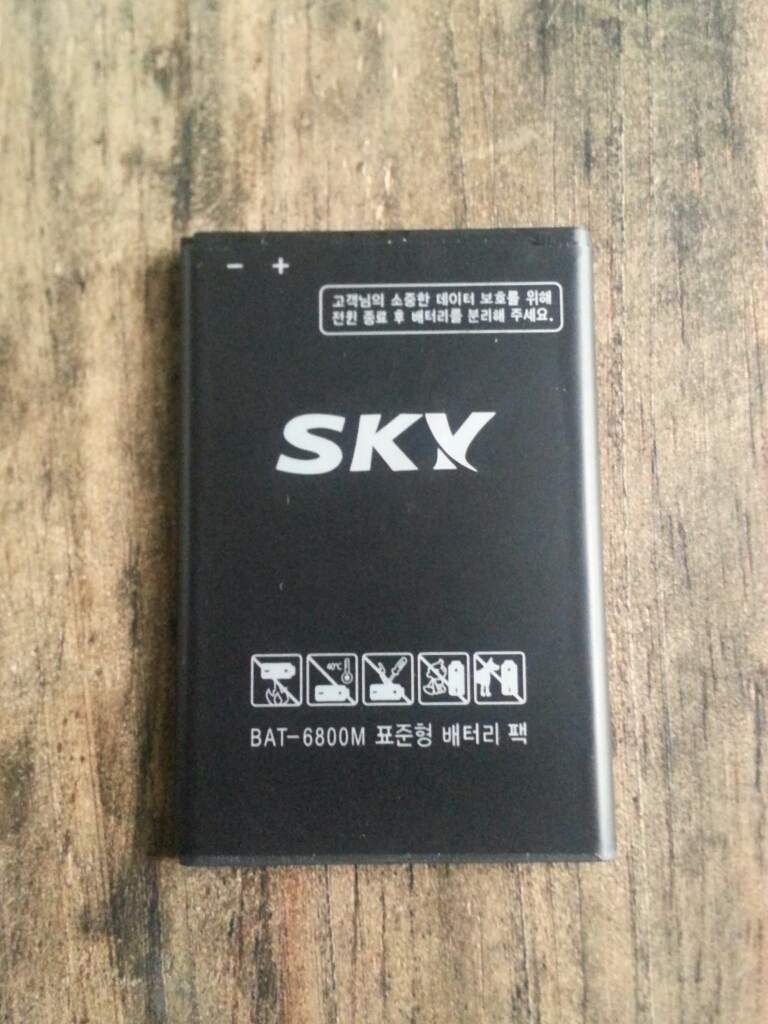 - +
고객님의 소중한 데이터 보호를 위해
전원 종료 후 배터리를 분리해 주세요.
SKY
40℃
BAT-6800M 표준형 배터리 팩